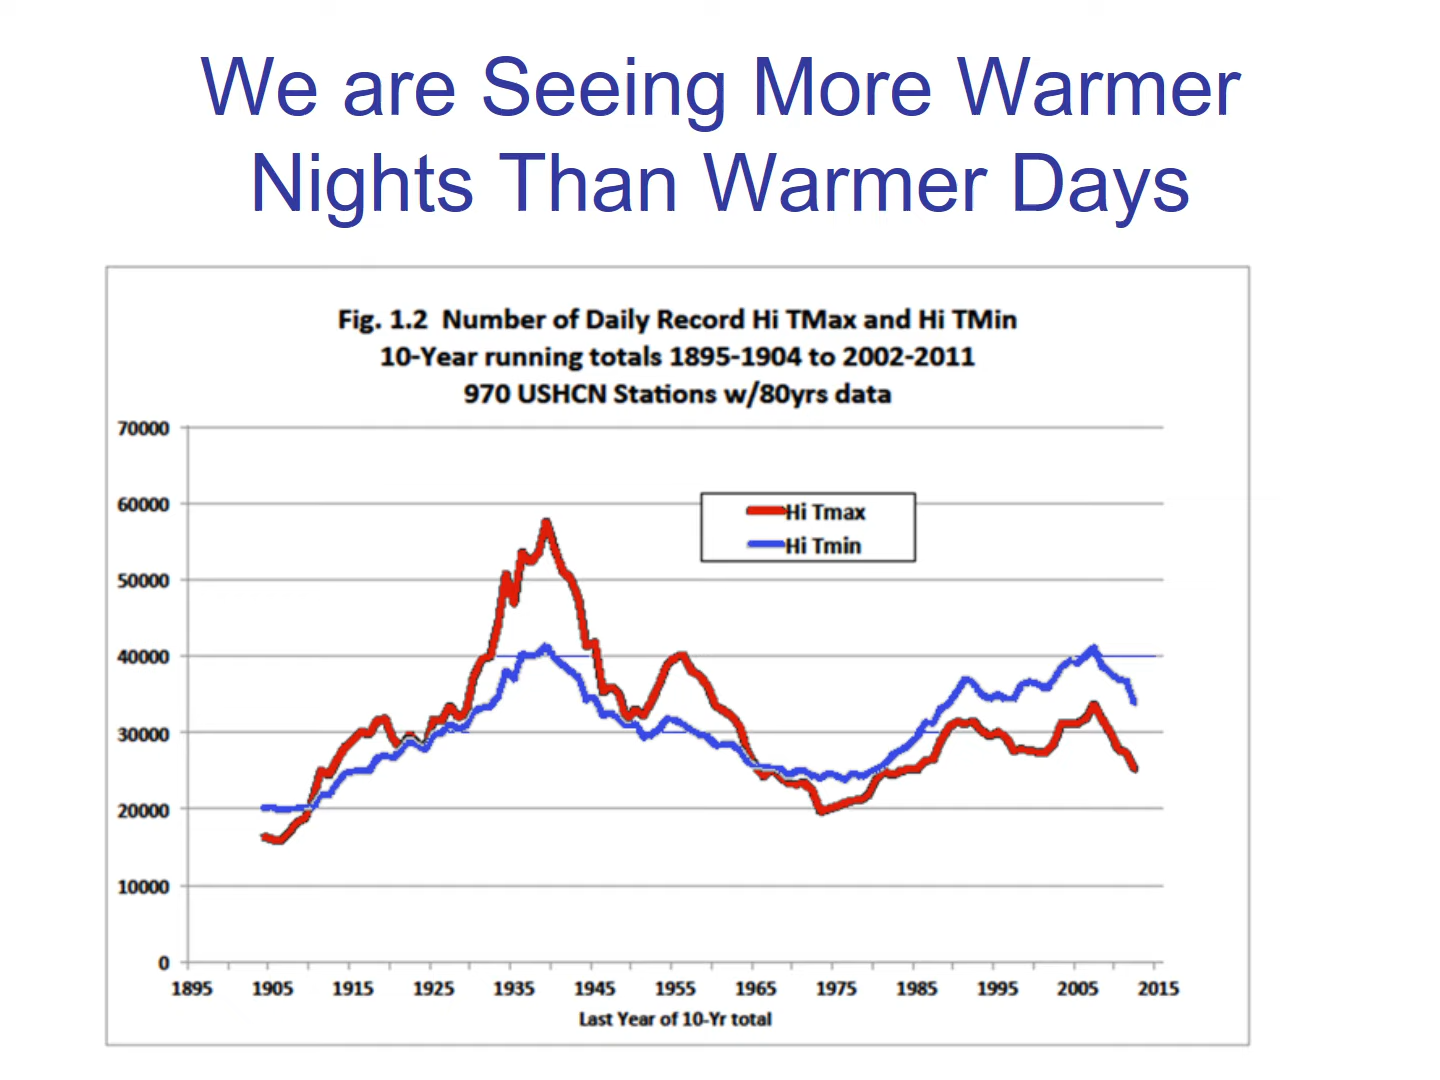 We are Seeing More Warmer
Nights Than Warmer Days
Fig. 1.2 Number of Daily Record Hi TMax and Hi TMin
10-Year running totals 1895-1904 to 2002-2011
970 USHCN Stations w/80yrs data
70000
60000
50000
40000
30000
20000
10000
0
Hi Tmax
Hi Tmin
1895 1905 1915 1925 1935 1945 1955 1965 1975 1985 1995 2005 2015
Last Year of 10-Yr total